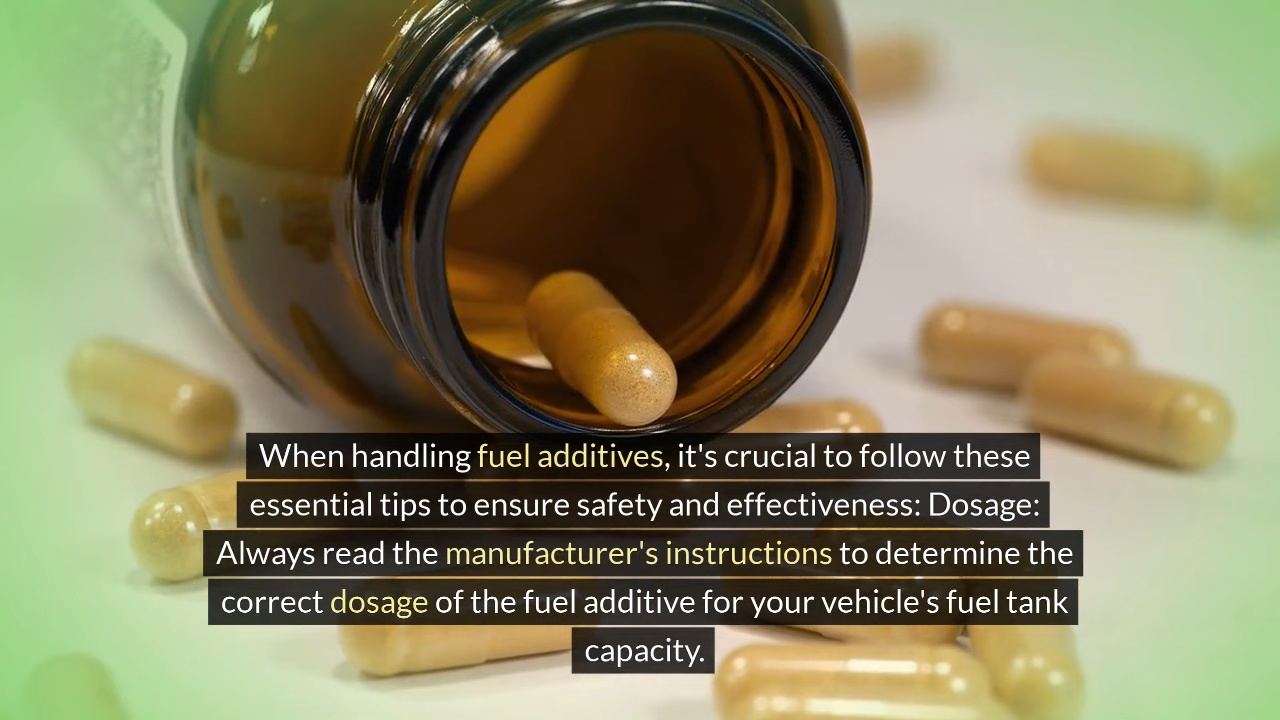 When handling fuel additives, it's crucial to follow these
essential tips to ensure safety and effectiveness: Dosage:
Always read the manufacturer's instructions to determine the
correct dosage of the fuel additive for your vehicle's fuel tank
capacity.